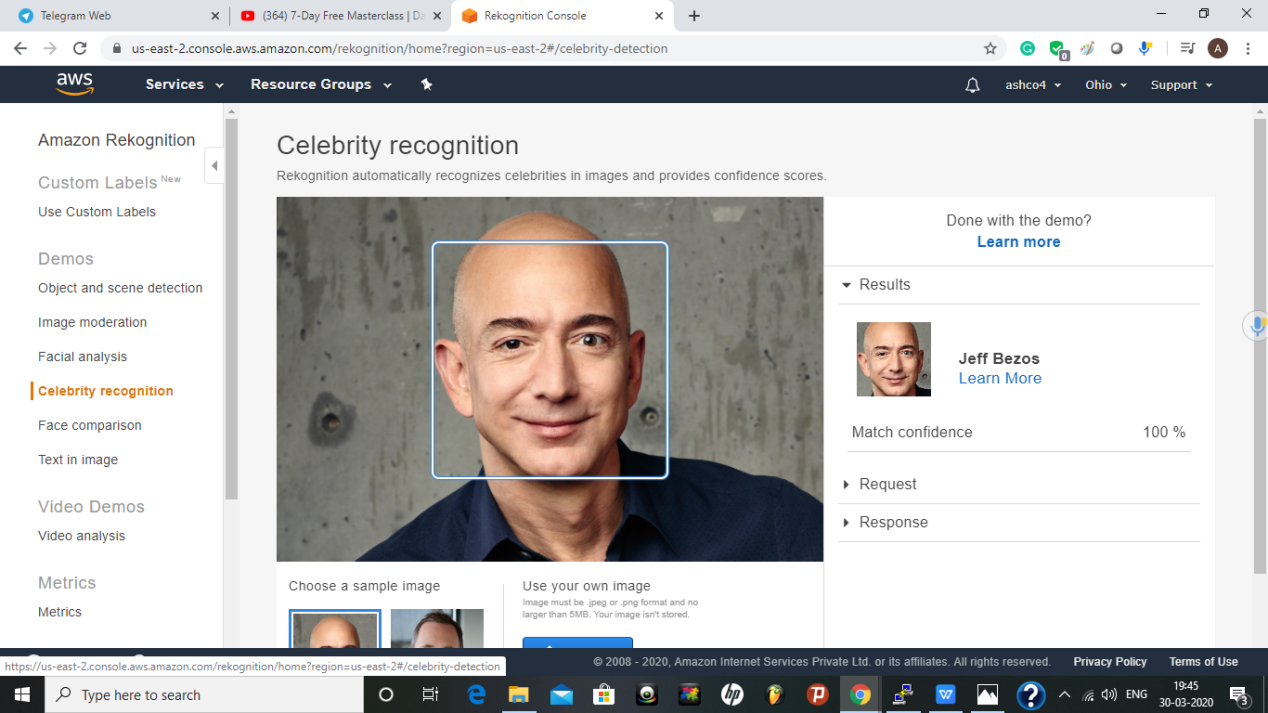 Telegram Web
(364) 7-Day Free Masterclass | Da
Rekognition Console
us-east-2.console.aws.amazon.com/rekognition/home?region=us-east-2#/celebrity-detection
0
A
aws
Services
Resource Groups
ashco4
Ohio
Support
Amazon Rekognition
Custom Labels New
Use Custom Labels
Demos
Object and scene detection
Image moderation
Facial analysis
Celebrity recognition
Face comparison
Text in image
Video Demos
Video analysis
Metrics
Metrics
Celebrity recognition
Rekognition automatically recognizes celebrities in images and provides confidence scores.
Choose a sample image
Use your own image
Image must be .jpeg or .png format and no
larger than 5MB. Your image isn't stored.
Done with the demo?
Learn more
Results
Jeff Bezos
Learn More
Match confidence 100 %
Request
Response
https://us-east-2.console.aws.amazon.com/rekognition/home?region=us-east-2#/celebrity-detection
© 2008 - 2020, Amazon Internet Services Private Ltd. or its affiliates. All rights reserved.
Privacy Policy
Terms of Use
Type here to search
hp
W
ENG
19:45
30-03-2020
3